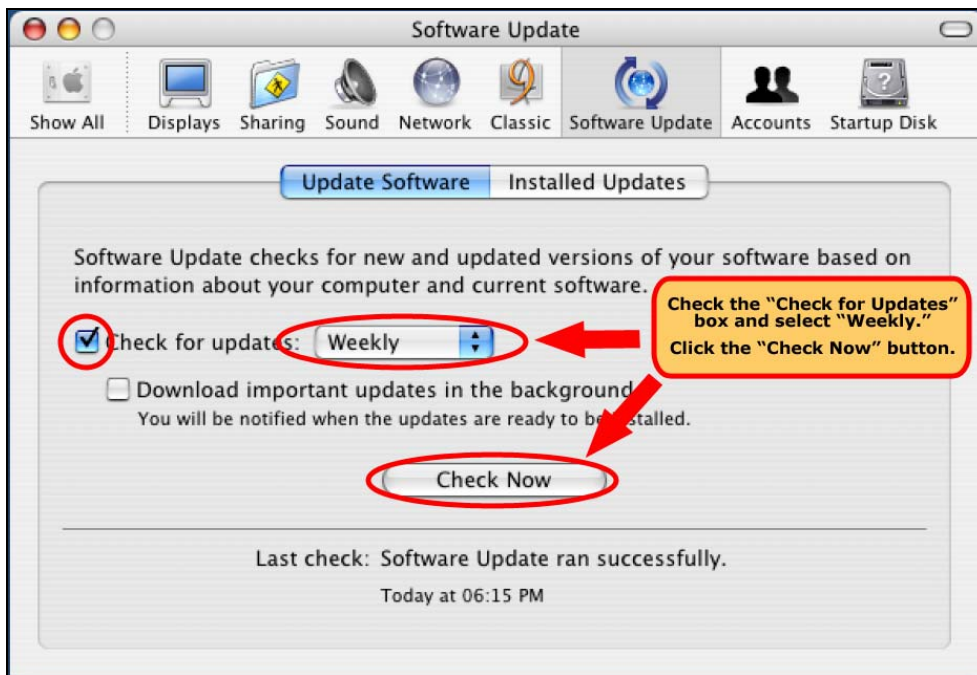 Software Update
Show All
Displays
Sharing
Sound
Network
Classic
Software Update
Accounts
Startup Disk
Update Software
Installed Updates
Software Update checks for new and updated versions of your software based on
information about your computer and current software.
Check the “Check for Updates”
box and select “Weekly.”
Click the “Check Now” button.
Check for updates:
Weekly
Download important updates in the background
You will be notified when the updates are ready to be installed.
Check Now
Last check: Software Update ran successfully.
Today at 06:15 PM